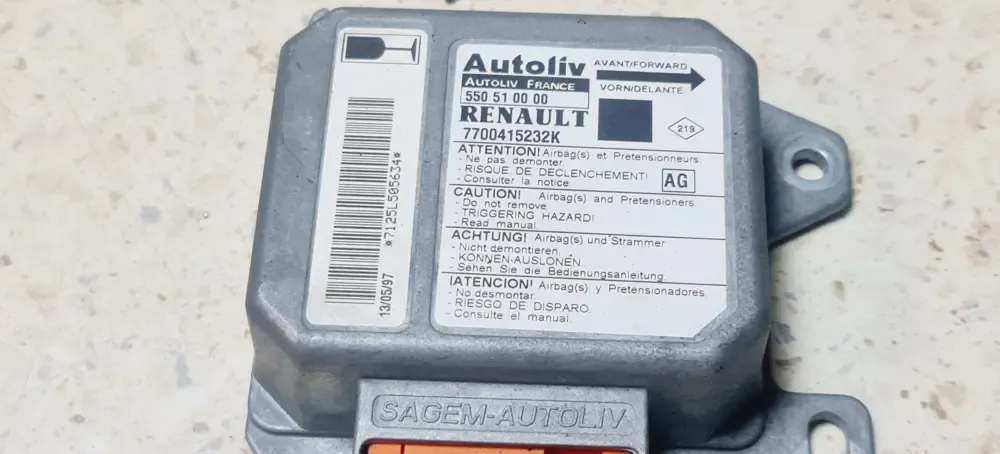 *7125L505634*
13/05/97
Autoliv
AUTOLIV FRANCE
550 51 00 00
RENAULT
7700415232K
AVANT/FORWARD
VORN/DELANTE
219
ATTENTION! Airbag(s) et Pretensionneurs
- Ne pas demonter.
- RISQUE DE DECLENCHEMENT!
- Consulter la notice.
AG
CAUTION! Airbag(s) and Pretensioners
- Do not remove
- TRIGGERING HAZARD!
- Read manual.
ACHTUNG! Airbag(s) und Strammer
- Nicht demontieren.
- KONNEN-AUSLONEN.
- Sehen Sie die Bedienungsanleitung
!ATENCION! Airbag(s) y Pretensionadores.
- No desmontar.
- RIESGO DE DISPARO.
- Consulte el manual.
SAGEM-AUTOLIV